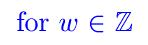 for w ∈ ℤ